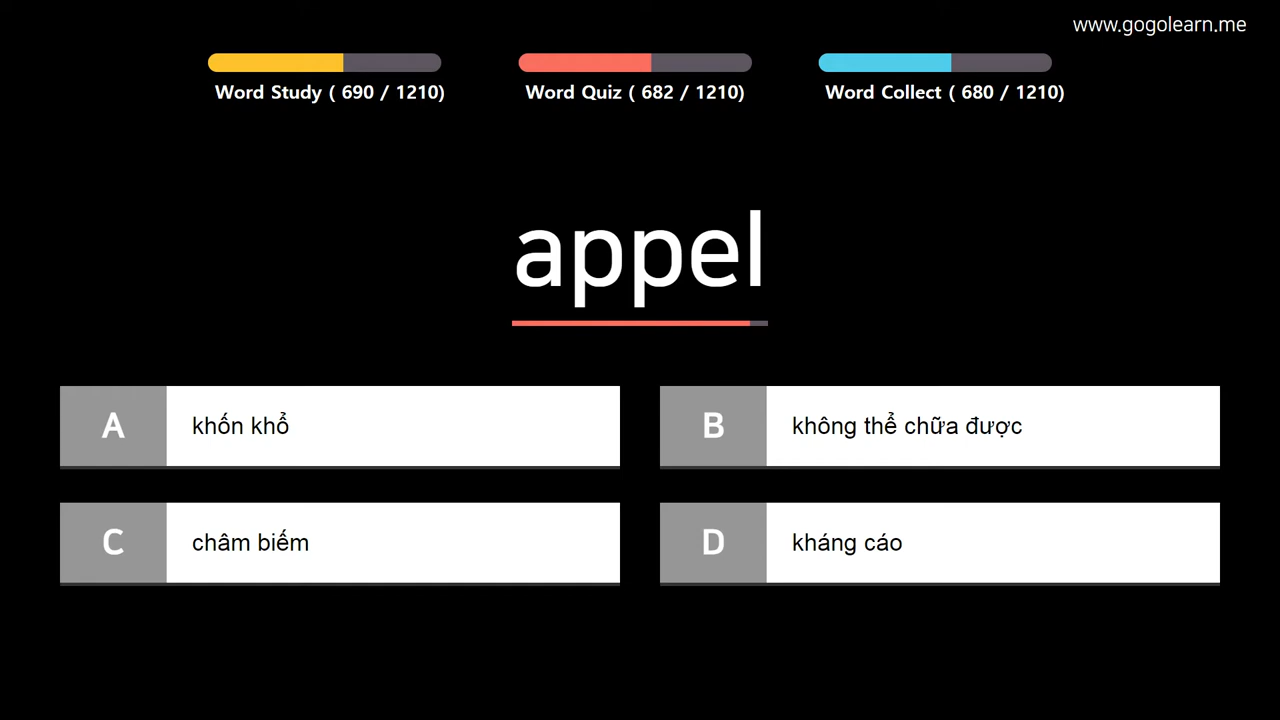 www.gogolearn.me
Word Study ( 690 / 1210)
Word Quiz ( 682 / 1210)
Word Collect ( 680 / 1210)
appel
A khốn khổ
B không thể chữa được
C châm biếm
D kháng cáo